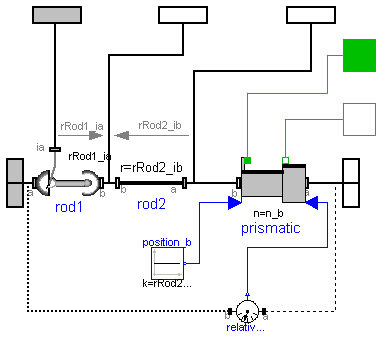 rRod1_ia
rRod2_ib
ia
rRod1_ia
r=rRod2_ib
b
a
b
a
b
a
b
a
rod1
rod2
n=n_b
prismatic
position_b
k=rRod2...
b
a
relativ...